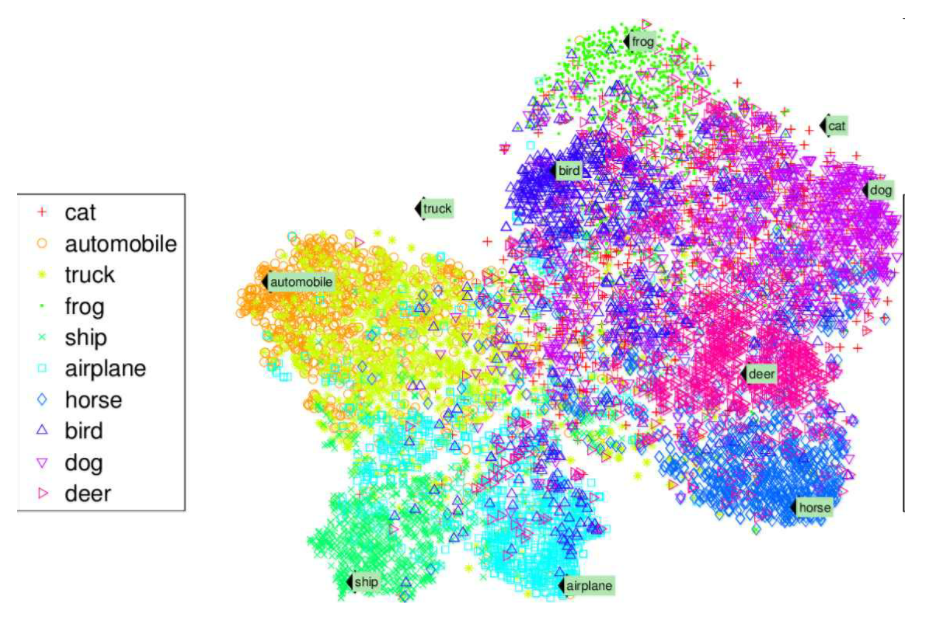 frog
cat
bird
dog
truck
cat
automobile
truck
frog
ship
airplane
horse
bird
dog
deer
automobile
deer
horse
ship
airplane